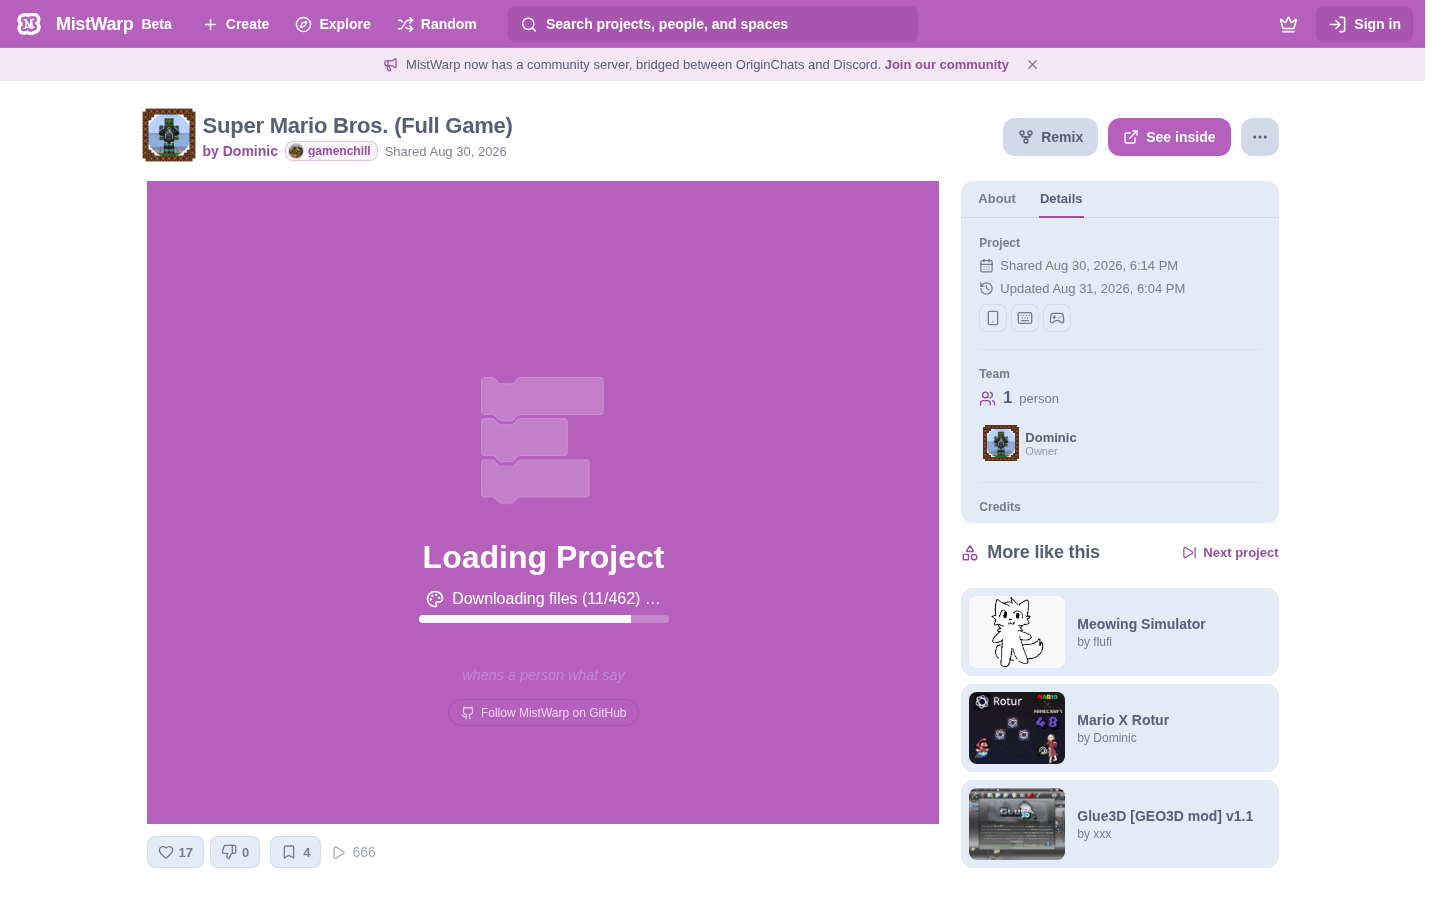 MistWarp Beta
Create
Explore
Random
Search projects, people, and spaces
Sign in
MistWarp now has a community server, bridged between OriginChats and Discord. Join our community
Super Mario Bros. (Full Game)
by Dominic gamenchill Shared Aug 30, 2026
Remix
See inside
Loading Project
Downloading files (11/462) …
whens a person what say
Follow MistWarp on GitHub
17
0
4
666
About
Details
Project
Shared Aug 30, 2026, 6:14 PM
Updated Aug 31, 2026, 6:04 PM
Team
1 person
Dominic
Owner
Credits
More like this
Next project
Meowing Simulator
by flufi
Rotur
MARIO
X
MINECRAFT
48
Mario X Rotur
by Dominic
Glue3D [GEO3D mod] v1.1
by xxx